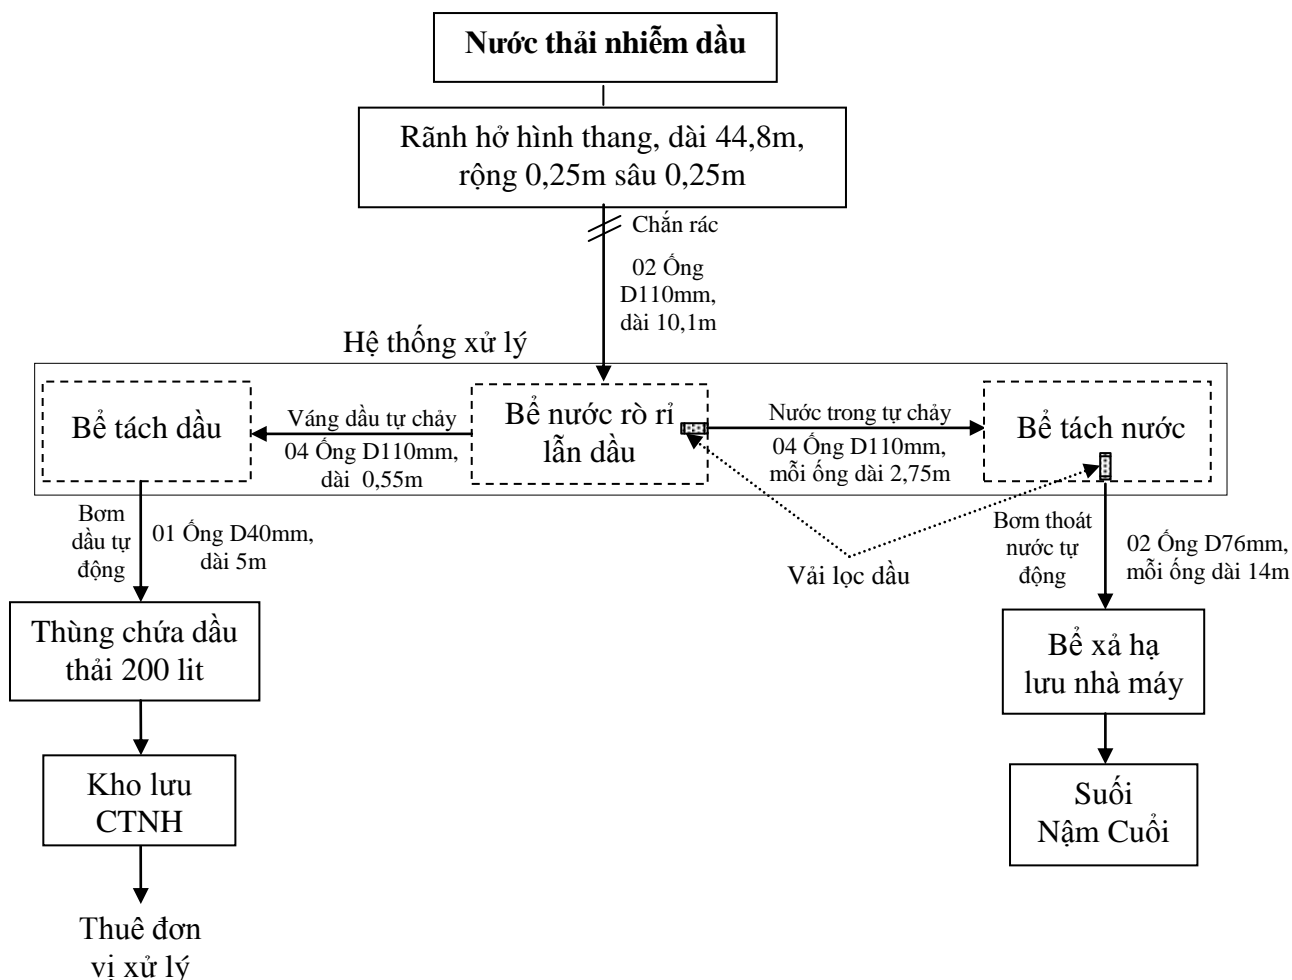 Nước thải nhiễm dầu
Rãnh hở hình thang, dài 44,8m,
rộng 0,25m sâu 0,25m
Chắn rác
02 Ống
D110mm,
dài 10,1m
Hệ thống xử lý
Bể tách dầu
Váng dầu tự chảy
04 Ống D110mm,
dài 0,55m
Bể nước rò rỉ
lẫn dầu
Nước trong tự chảy
04 Ống D110mm,
mỗi ống dài 2,75m
Bể tách nước
Bơm
dầu tự
động
01 Ống D40mm,
dài 5m
Vải lọc dầu
Bơm thoát
nước tự
động
02 Ống D76mm,
mỗi ống dài 14m
Thùng chứa dầu
thải 200 lit
Bể xả hạ
lưu nhà máy
Kho lưu
CTNH
Suối
Nậm Cuổi
Thuê đơn
vị xử lý